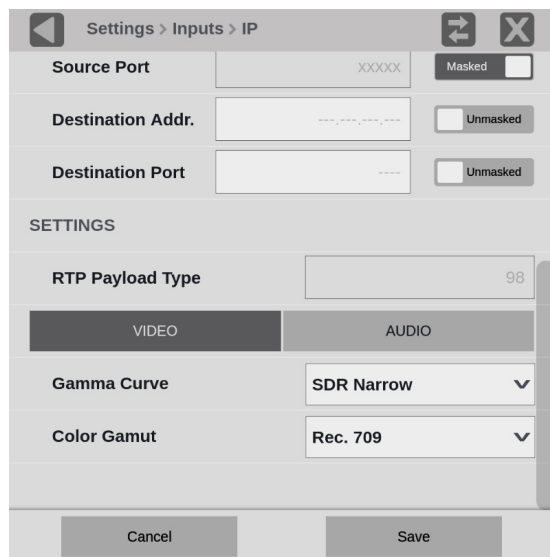 Settings > Inputs > IP
Source Port XXXXX Masked
Destination Addr. ---.---.---.--- Unmasked
Destination Port ---- Unmasked
SETTINGS
RTP Payload Type 98
VIDEO AUDIO
Gamma Curve SDR Narrow
Color Gamut Rec. 709
Cancel Save